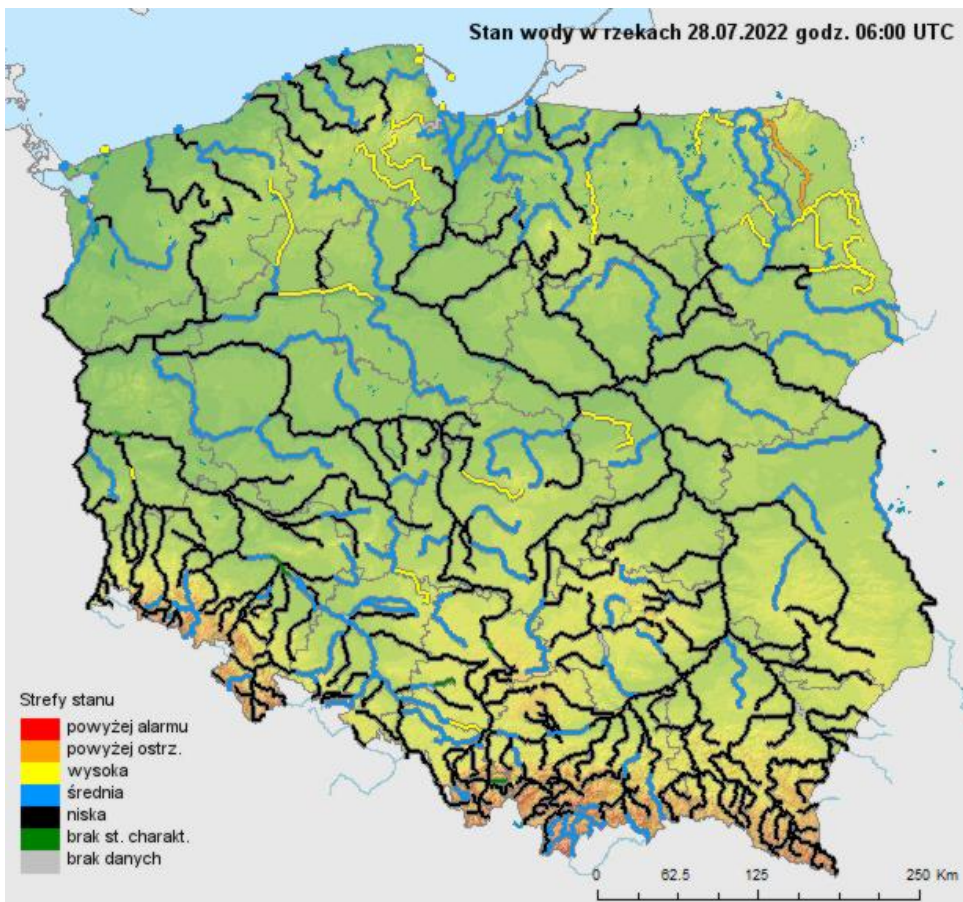 Stan wody w rzekach 28.07.2022 godz. 06:00 UTC
Strefy stanu
powyżej alarmu
powyżej ostrz.
wysoka
średnia
niska
brak st. charakt.
brak danych
0 62.5 125 250 Km